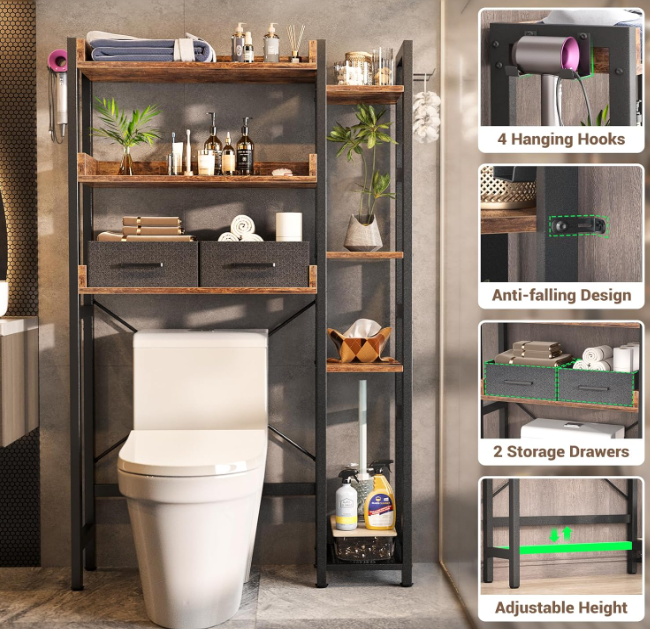 4 Hanging Hooks
Anti-falling Design
2 Storage Drawers
Adjustable Height